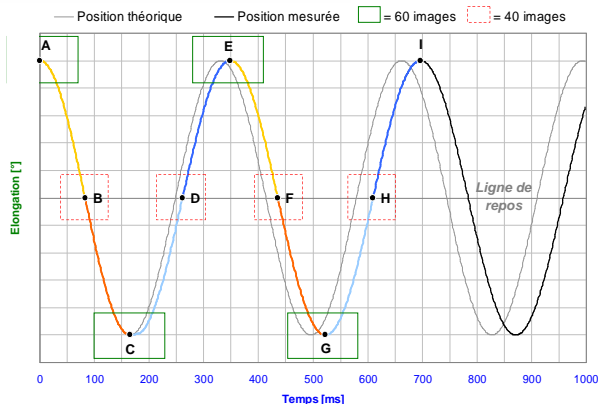 Position théorique Position mesurée = 60 images = 40 images
A
E
I
B
D
F
H
Ligne de
repos
C
G
Elongation [°]
0 100 200 300 400 500 600 700 800 900 1000
Temps [ms]